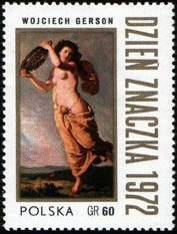 WOJCIECH GERSON
DZIEŃ ZNACZKA 1972
POLSKA GR 60